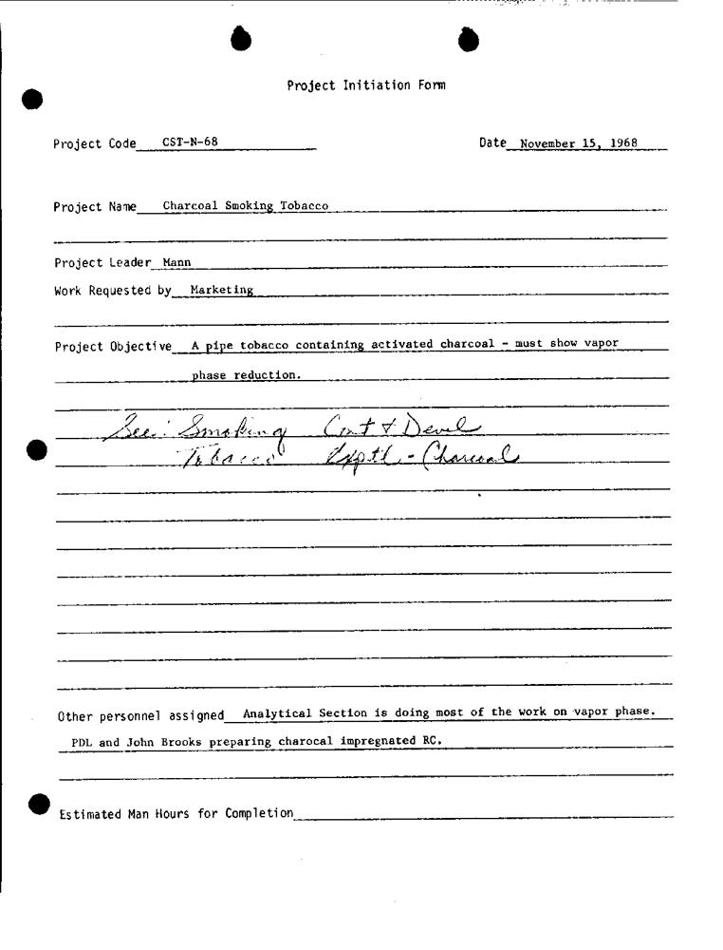 Project Initiation Form
Project Code CST-N-68 Date November 15, 1968
Project Name Charcoal Smoking Tobacco
Project Leader Mann
Work Requested by Marketing
Project Objective A pipe tobacco containing activated charcoal - must show vapor
phase reduction.
See: Smoking Cont & Devel
Tobacco Exptl - Charcoal
Other personnel assigned Analytical Section is doing most of the work on vapor phase.
PDL and John Brooks preparing charocal impregnated RC.
Estimated Man Hours for Completion